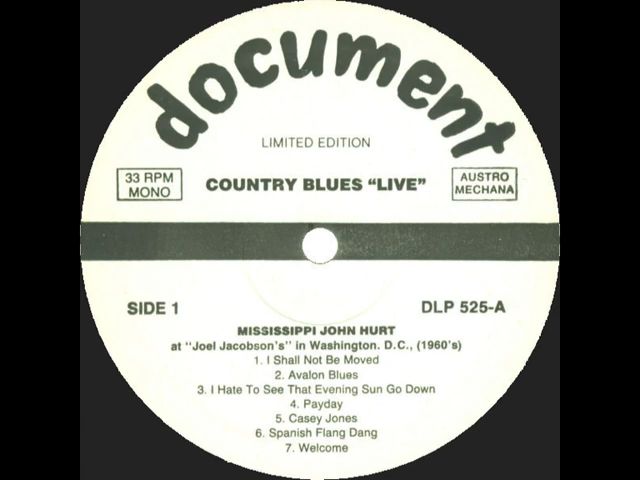 document
LIMITED EDITION
33 RPM
MONO
COUNTRY BLUES "LIVE"
AUSTRO
MECHANA
SIDE 1
DLP 525-A
MISSISSIPPI JOHN HURT
at "Joel Jacobson's" in Washington. D.C., (1960's)
1. I Shall Not Be Moved
2. Avalon Blues
3. I Hate To See That Evening Sun Go Down
4. Payday
5. Casey Jones
6. Spanish Flang Dang
7. Welcome